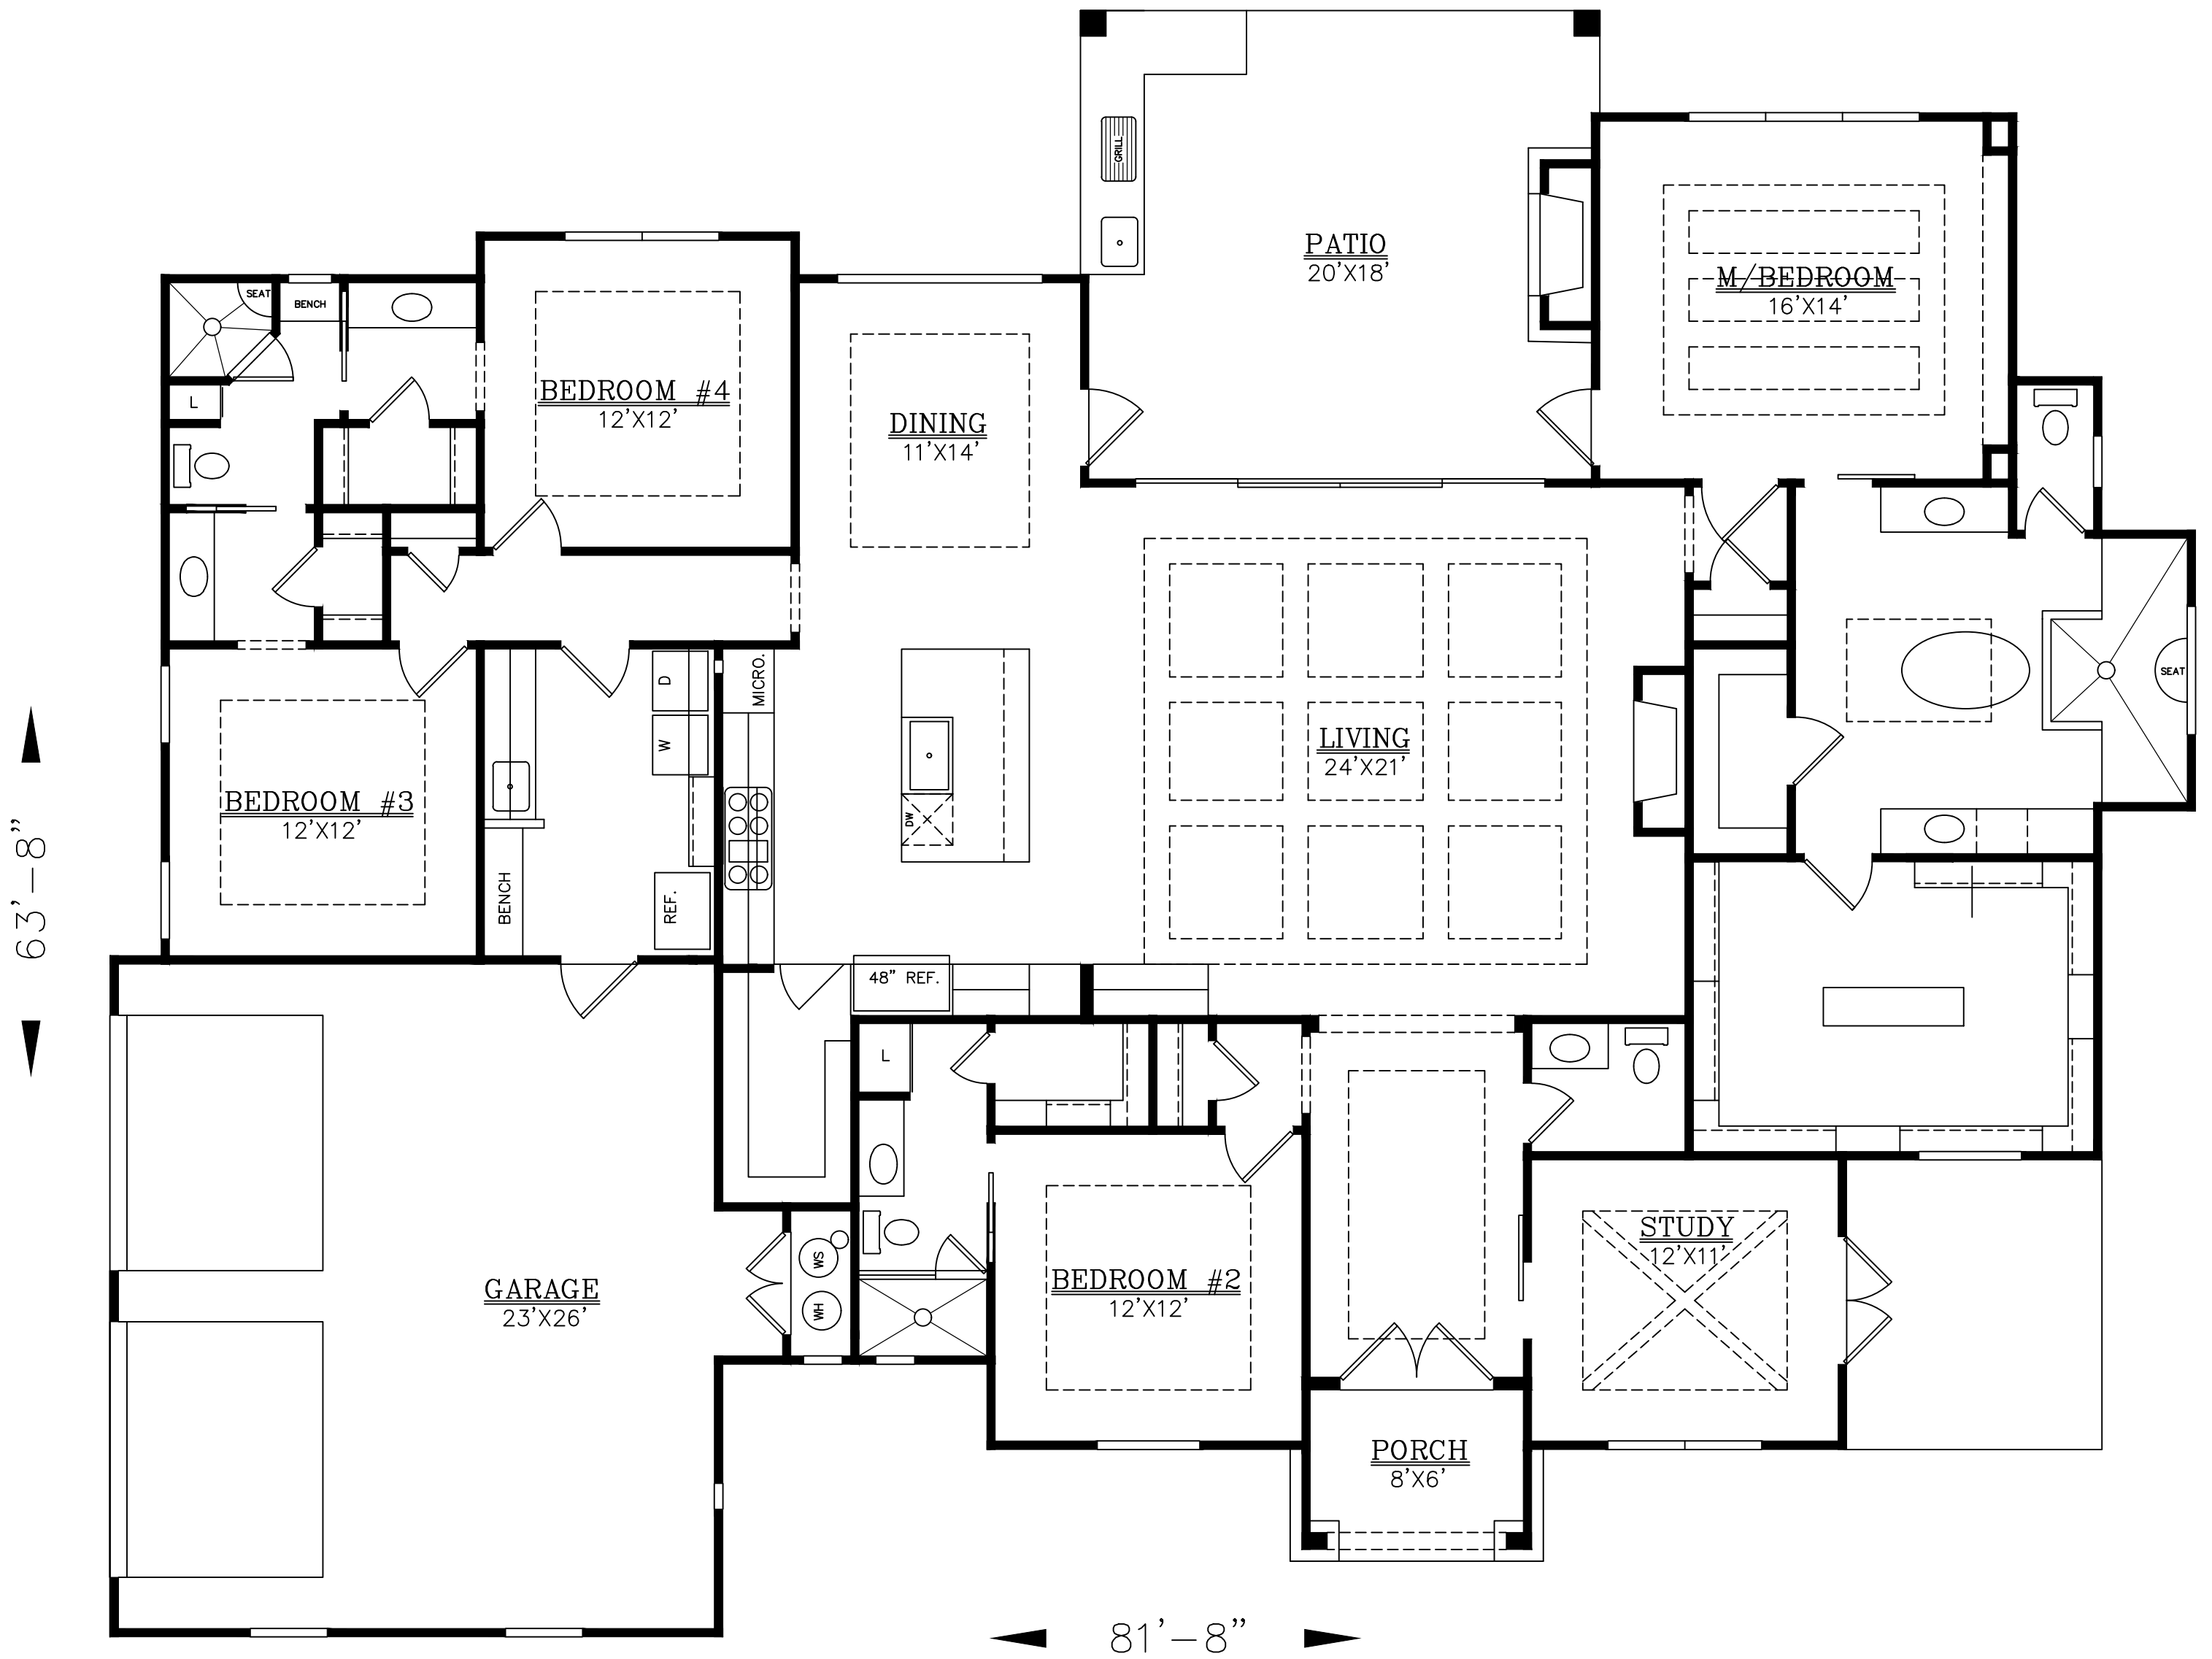 GRILL
PATIO
20'X18'
M/BEDROOM
16'X14'
SEAT
BENCH
BEDROOM #4
12'X12'
L
DINING
11'X14'
D
MICRO.
W
SEAT
LIVING
24'X21'
BEDROOM #3
12'X12'
DW
BENCH
REF.
63'-8"
48" REF.
L
STUDY
12'X11'
WS
WH
GARAGE
23'X26'
BEDROOM #2
12'X12'
PORCH
8'X6'
81'-8"